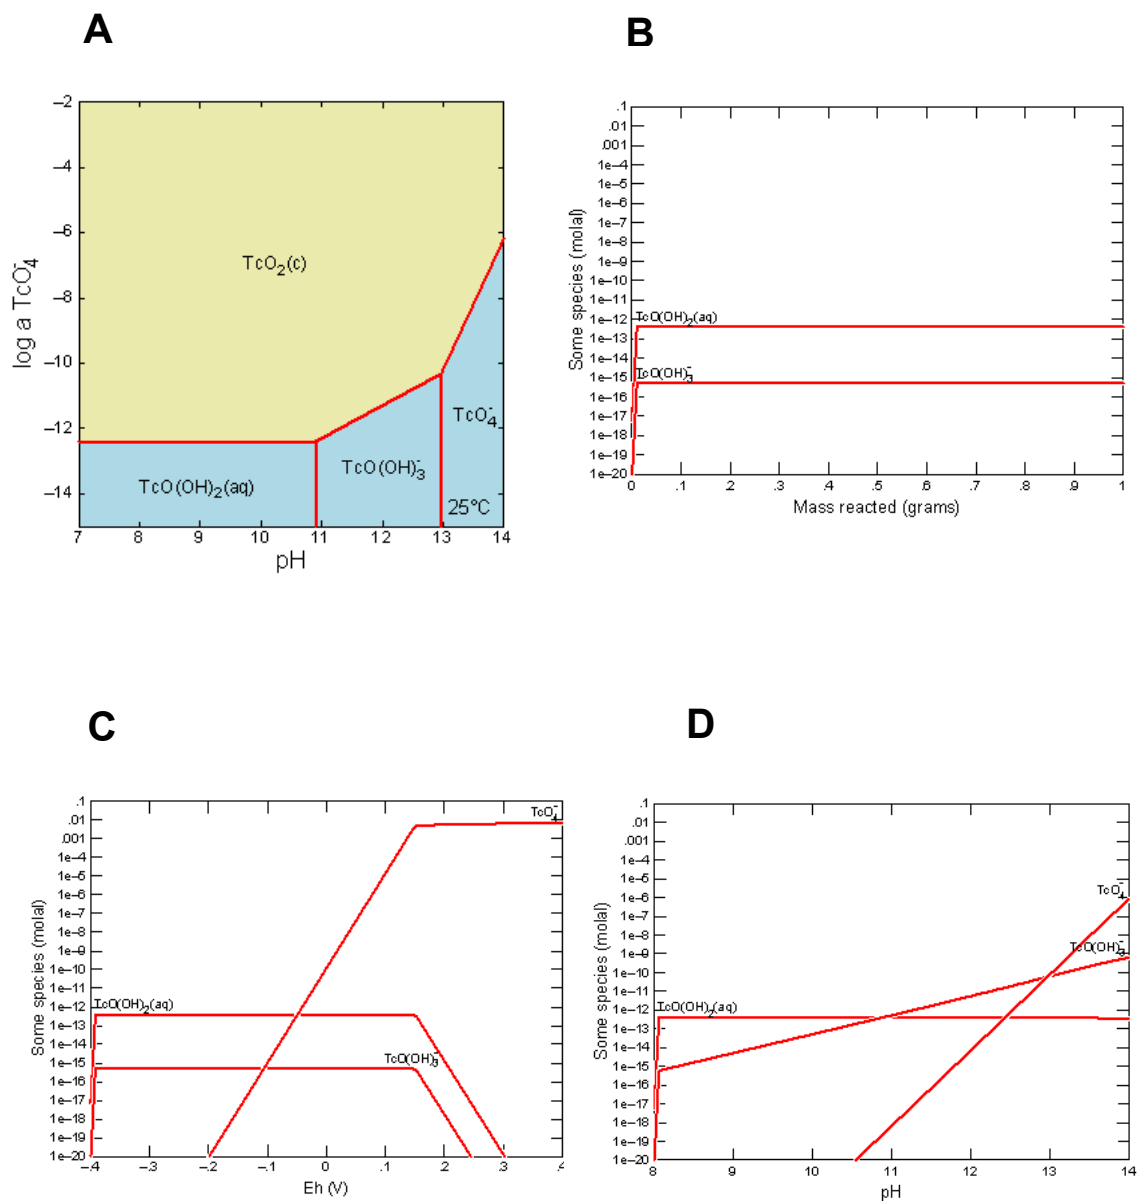 A
B
–2
–4
–6
–8
–10
–12
–14
log a TcO₄⁻
TcO₂(c)
TcO₄⁻
TcO(OH)₃⁻
TcO(OH)₂(aq)
25°C
7 8 9 10 11 12 13 14
pH
.1
.01
.001
1e–4
1e–5
1e–6
1e–7
1e–8
1e–9
1e–10
1e–11
1e–12
1e–13
1e–14
1e–15
1e–16
1e–17
1e–18
1e–19
1e–20
Some species (molal)
TcO(OH)₂(aq)
TcO(OH)₃⁻
0 .1 .2 .3 .4 .5 .6 .7 .8 .9 1
Mass reacted (grams)
C
D
.1
.01
.001
1e–4
1e–5
1e–6
1e–7
1e–8
1e–9
1e–10
1e–11
1e–12
1e–13
1e–14
1e–15
1e–16
1e–17
1e–18
1e–19
1e–20
Some species (molal)
TcO₄⁻
TcO(OH)₂(aq)
TcO(OH)₃⁻
–.4 –.3 –.2 –.1 0 .1 .2 .3 .4
Eh (V)
.1
.01
.001
1e–4
1e–5
1e–6
1e–7
1e–8
1e–9
1e–10
1e–11
1e–12
1e–13
1e–14
1e–15
1e–16
1e–17
1e–18
1e–19
1e–20
Some species (molal)
TcO₄⁻
TcO(OH)₃⁻
TcO(OH)₂(aq)
8 9 10 11 12 13 14
pH